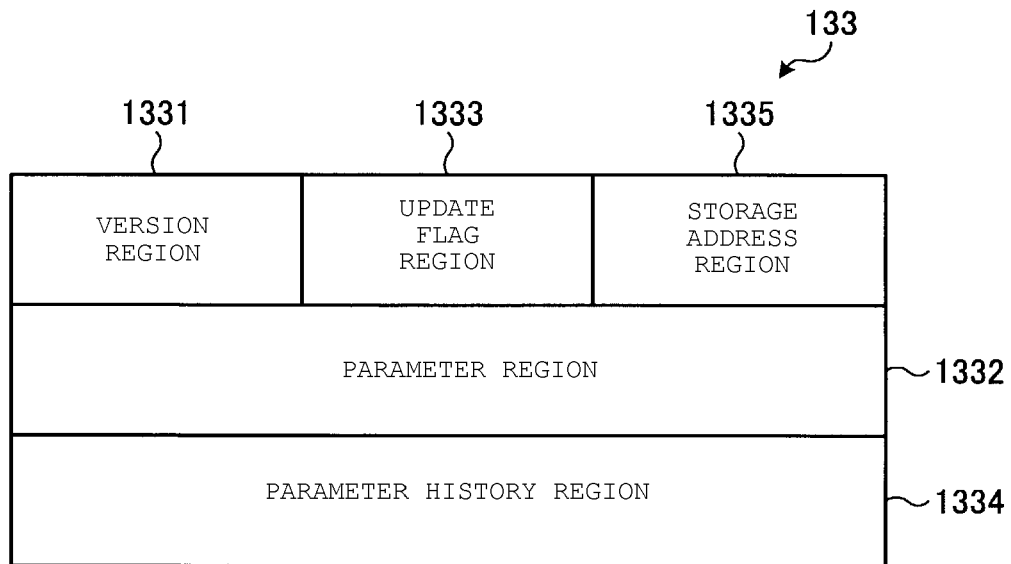 133
1331
1333
1335
VERSION
REGION
UPDATE
FLAG
REGION
STORAGE
ADDRESS
REGION
PARAMETER REGION
1332
PARAMETER HISTORY REGION
1334